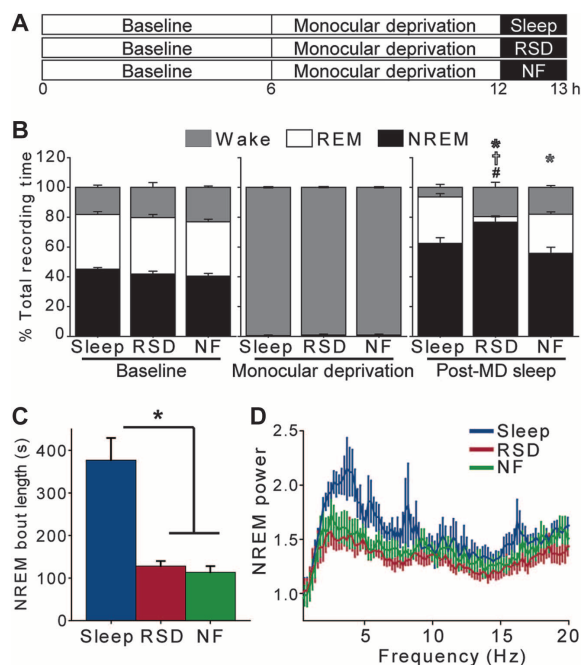 A
Baseline Monocular deprivation Sleep
Baseline Monocular deprivation RSD
Baseline Monocular deprivation NF
0 6 12 13 h
B
Wake REM NREM
% Total recording time
120
100
80
60
40
20
0
* † #
*
Sleep RSD NF Sleep RSD NF Sleep RSD NF
Baseline Monocular deprivation Post-MD sleep
C
NREM bout length (s)
400
300
200
100
0
*
Sleep RSD NF
D
Sleep
RSD
NF
NREM power
2.5
2.0
1.5
1.0
5 10 15 20
Frequency (Hz)